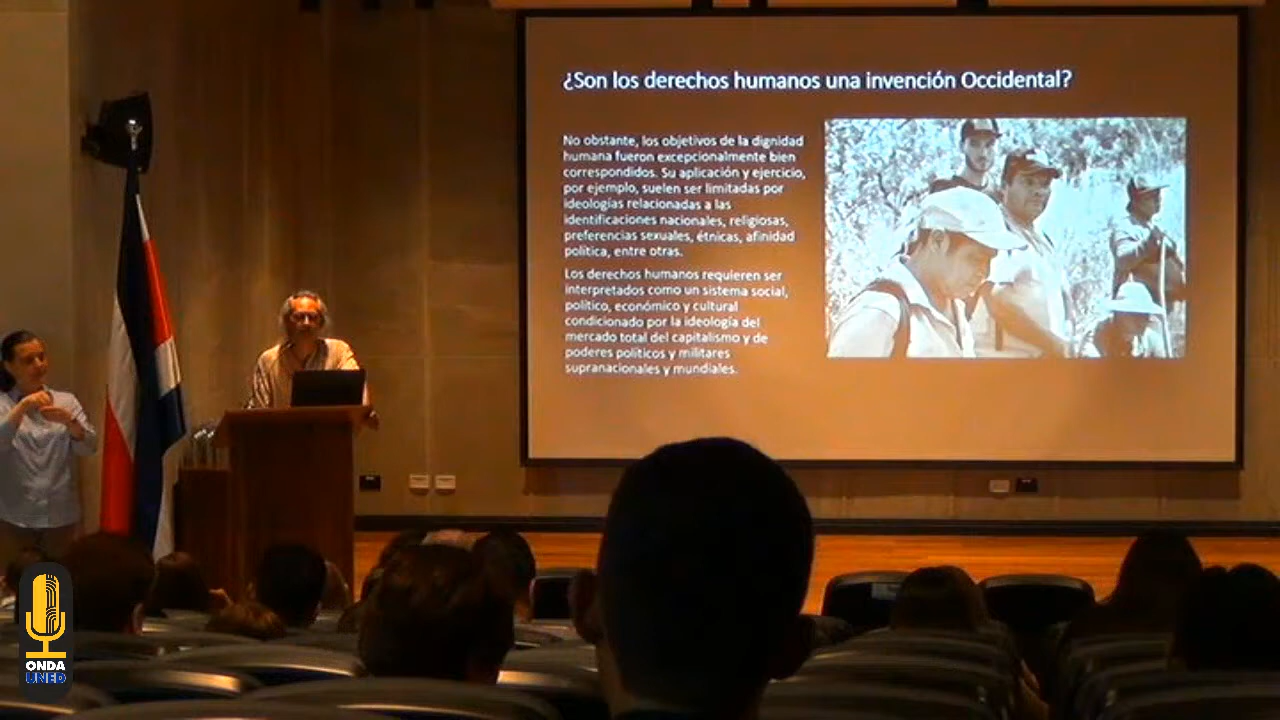 ¿Son los derechos humanos una invención Occidental?
No obstante, los objetivos de la dignidad
humana fueron excepcionalmente bien
correspondidos. Su aplicación y ejercicio,
por ejemplo, suelen ser limitadas por
ideologías relacionadas a las
identificaciones nacionales, religiosas,
preferencias sexuales, étnicas, afinidad
política, entre otras.
Los derechos humanos requieren ser
interpretados como un sistema social,
político, económico y cultural
condicionado por la ideología del
mercado total del capitalismo y de
poderes políticos y militares
supranacionales y mundiales.
ONDA
UNED